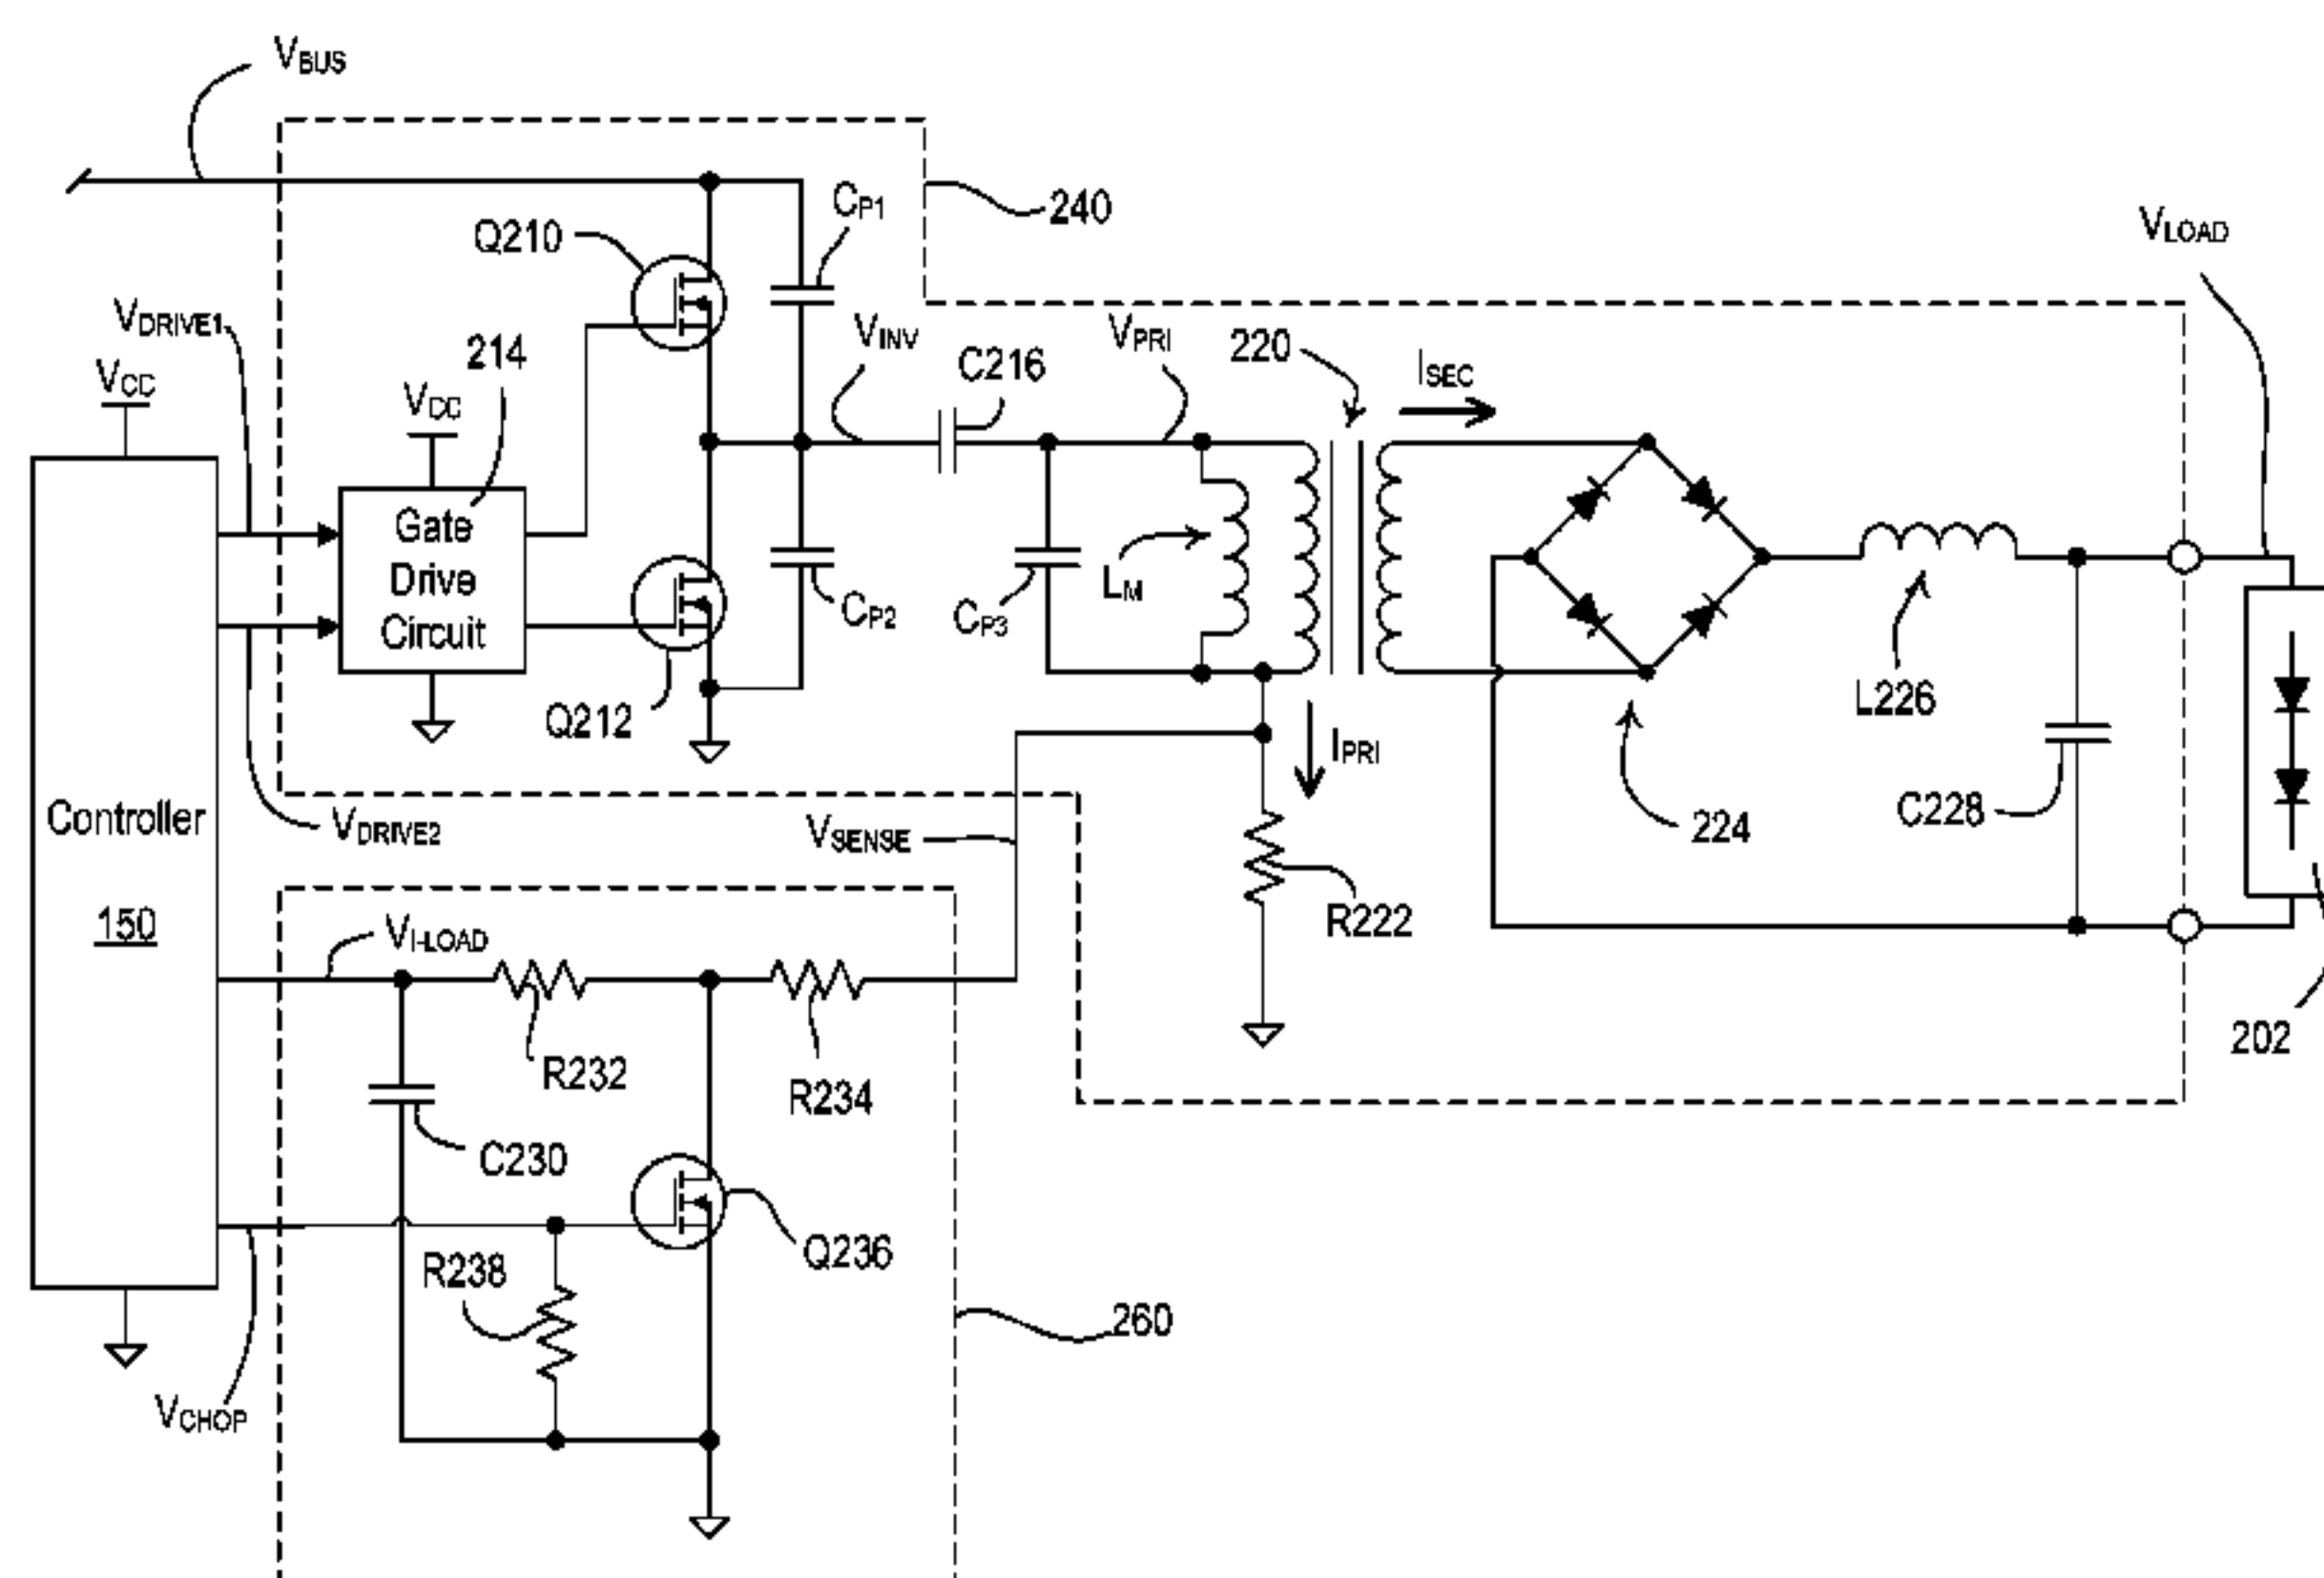 VBUS
CP1
240
Q210
VLOAD
VDRIVE1
214
VINV
VPRI
220
ISEC
C216
VCC
VCC
Gate
Drive
Circuit
LM
CP2
CP3
Q212
L226
IPRI
Controller
150
VDRIVE2
VSENSE
224
C228
R222
VI-LOAD
202
R232
R234
C230
Q236
R238
260
VCHOP